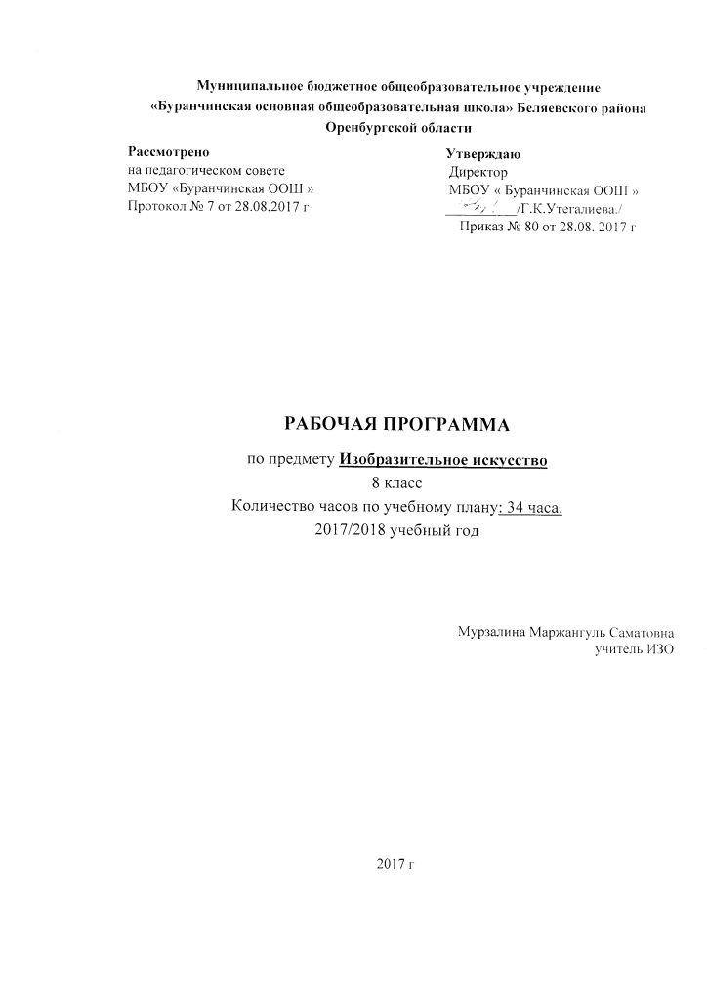 Муниципальное бюджетное общеобразовательное учреждение
«Буранчинская основная общеобразовательная школа» Беляевского района
Оренбургской области
Рассмотрено
на педагогическом совете
МБОУ «Буранчинская ООШ »
Протокол № 7 от 28.08.2017 г
Утверждаю
Директор
МБОУ « Буранчинская ООШ »
__________/Г.К.Утегалиева./
Приказ № 80 от 28.08. 2017 г
РАБОЧАЯ ПРОГРАММА
по предмету Изобразительное искусство
8 класс
Количество часов по учебному плану: 34 часа.
2017/2018 учебный год
Мурзалина Маржангуль Саматовна
учитель ИЗО
2017 г